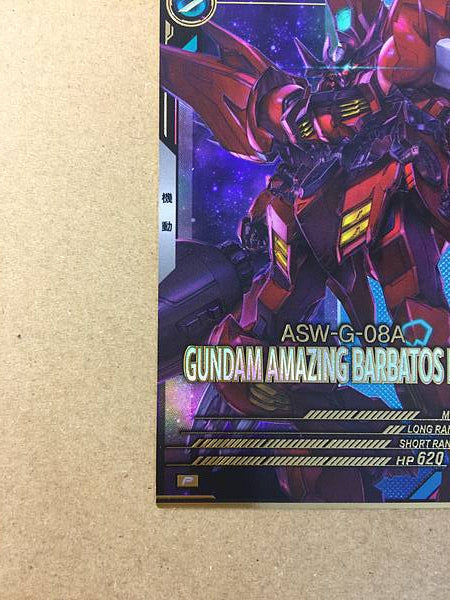 機動
ASW-G-08A
GUNDAM AMAZING BARBATOS
M
LONG RAN
SHORT RAN
HP 620
P